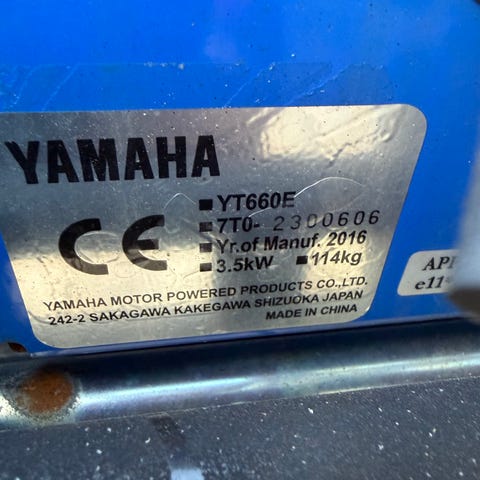 YAMAHA
CE
YT660E
7T0-2300606
Yr.of Manuf. 2016
3.5kW 114kg
YAMAHA MOTOR POWERED PRODUCTS CO.,LTD.
242-2 SAKAGAWA KAKEGAWA SHIZUOKA JAPAN
MADE IN CHINA